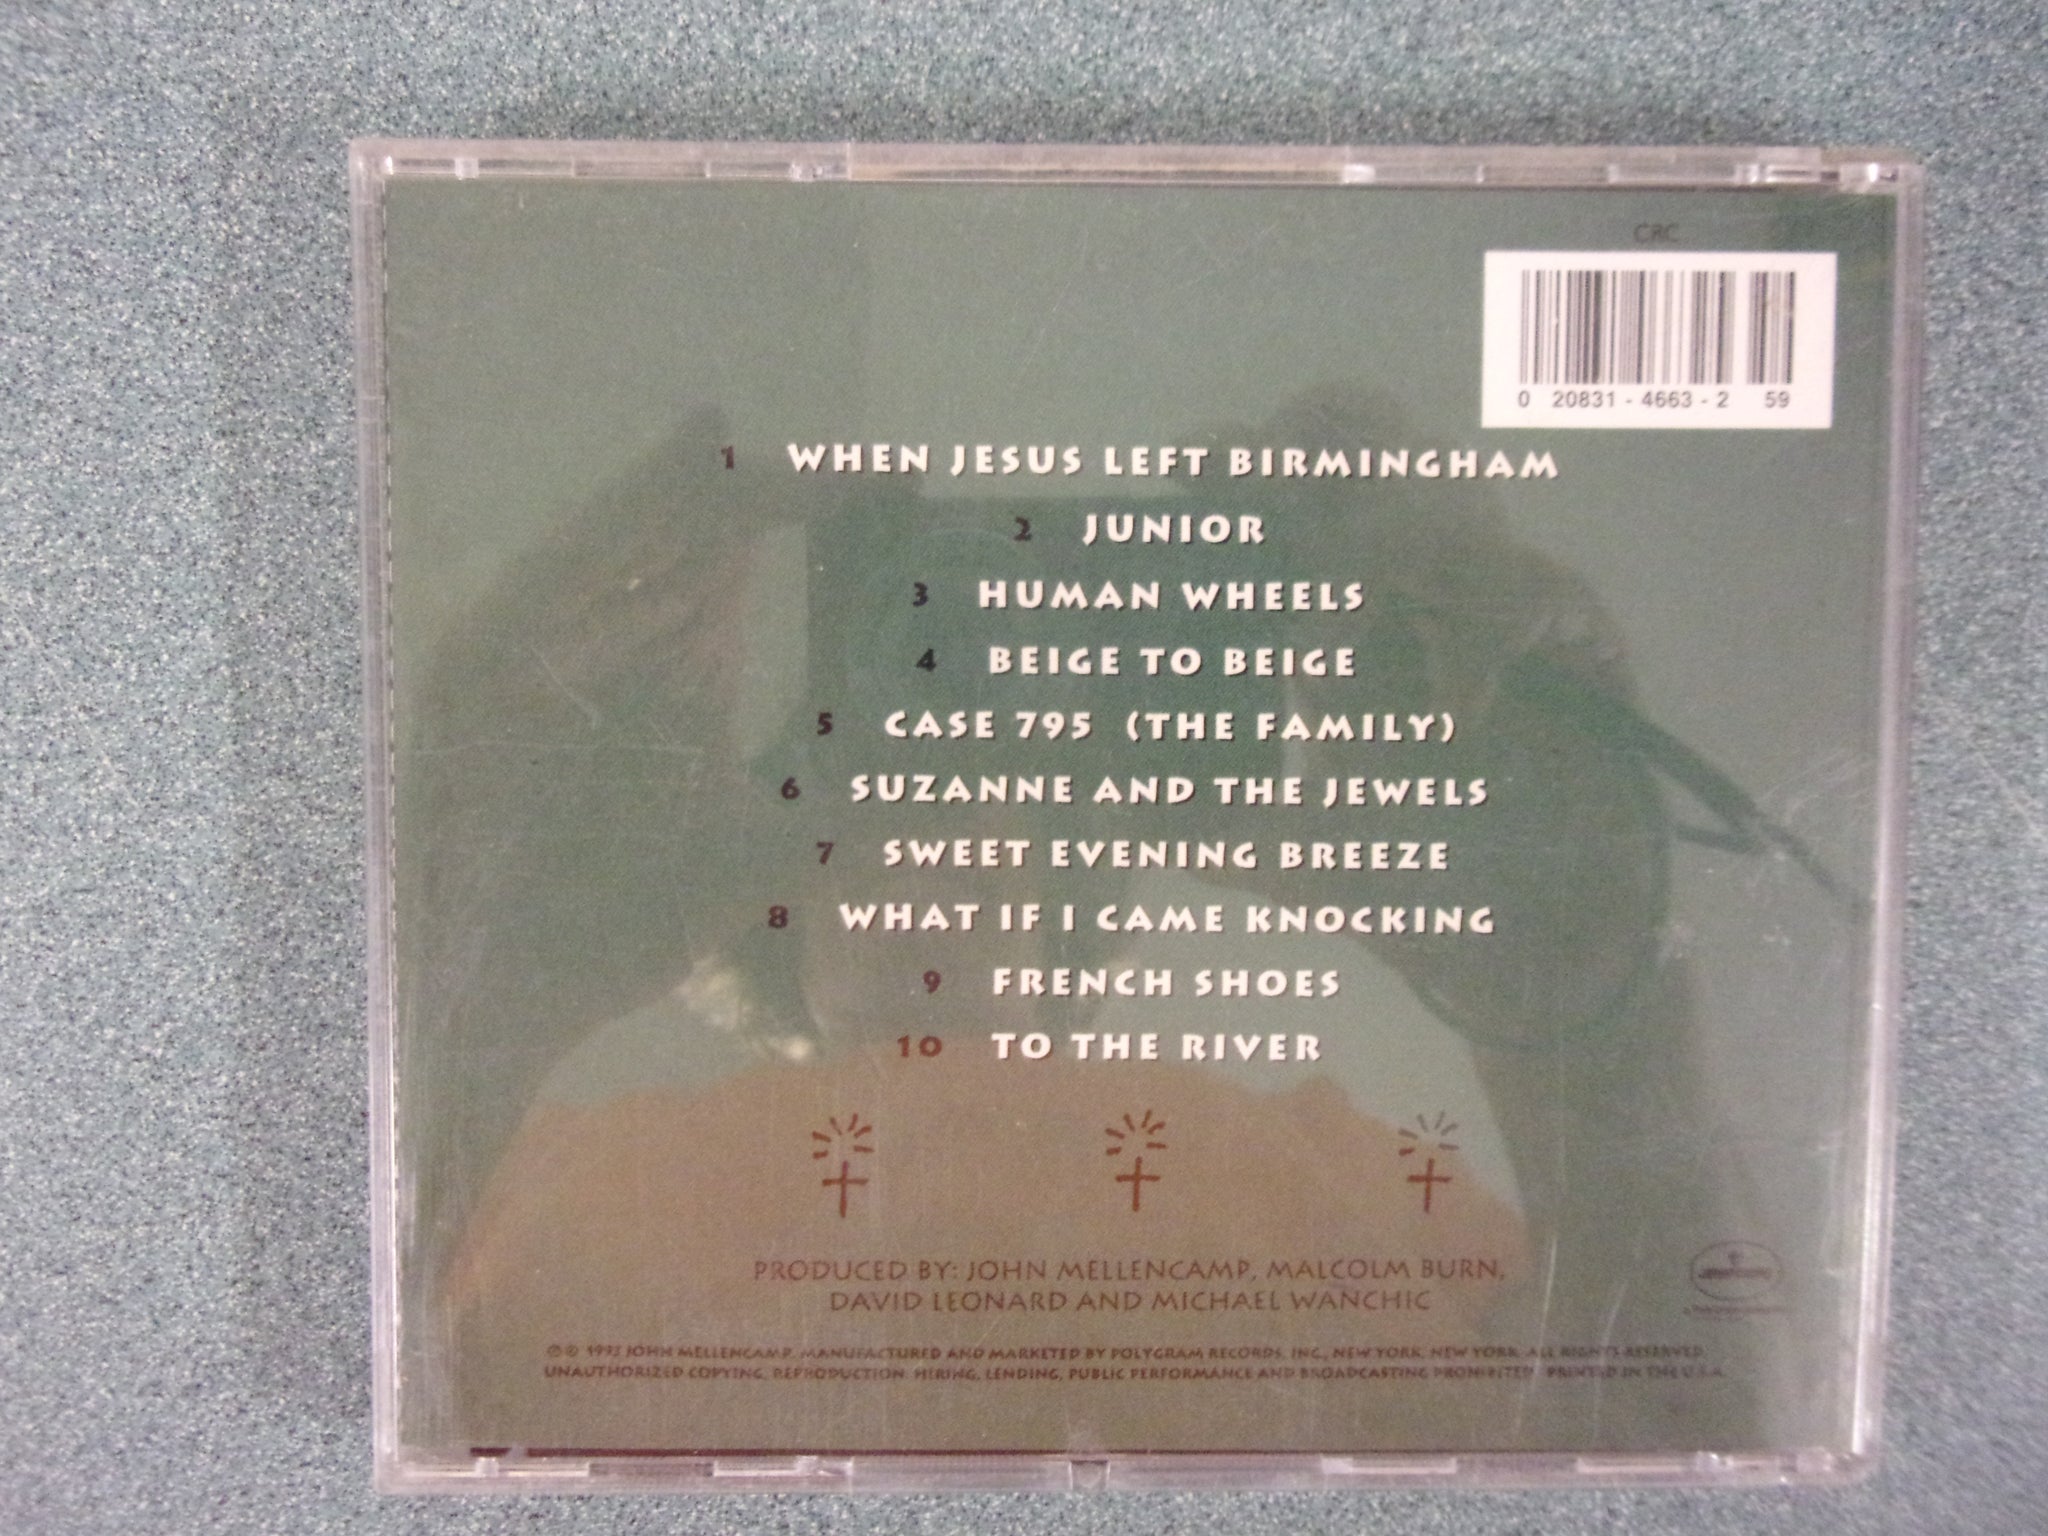 CRC
0 20831 - 4663 - 2 59
1 WHEN JESUS LEFT BIRMINGHAM
2 JUNIOR
3 HUMAN WHEELS
4 BEIGE TO BEIGE
5 CASE 795 (THE FAMILY)
6 SUZANNE AND THE JEWELS
7 SWEET EVENING BREEZE
8 WHAT IF I CAME KNOCKING
9 FRENCH SHOES
10 TO THE RIVER
PRODUCED BY: JOHN MELLENCAMP, MALCOLM BURN,
DAVID LEONARD AND MICHAEL WANCHIC
℗ © 1993 JOHN MELLENCAMP. MANUFACTURED AND MARKETED BY POLYGRAM RECORDS, INC., NEW YORK, NEW YORK. ALL RIGHTS RESERVED.
UNAUTHORIZED COPYING, REPRODUCTION, HIRING, LENDING, PUBLIC PERFORMANCE AND BROADCASTING PROHIBITED. PRINTED IN THE U.S.A.